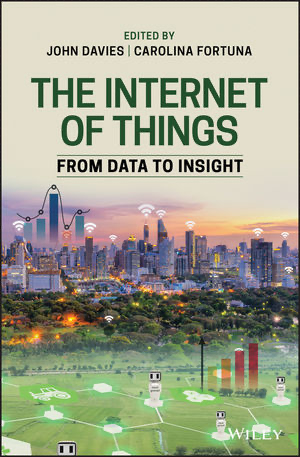 EDITED BY
JOHN DAVIES | CAROLINA FORTUNA
THE INTERNET
OF THINGS
FROM DATA TO INSIGHT
WILEY